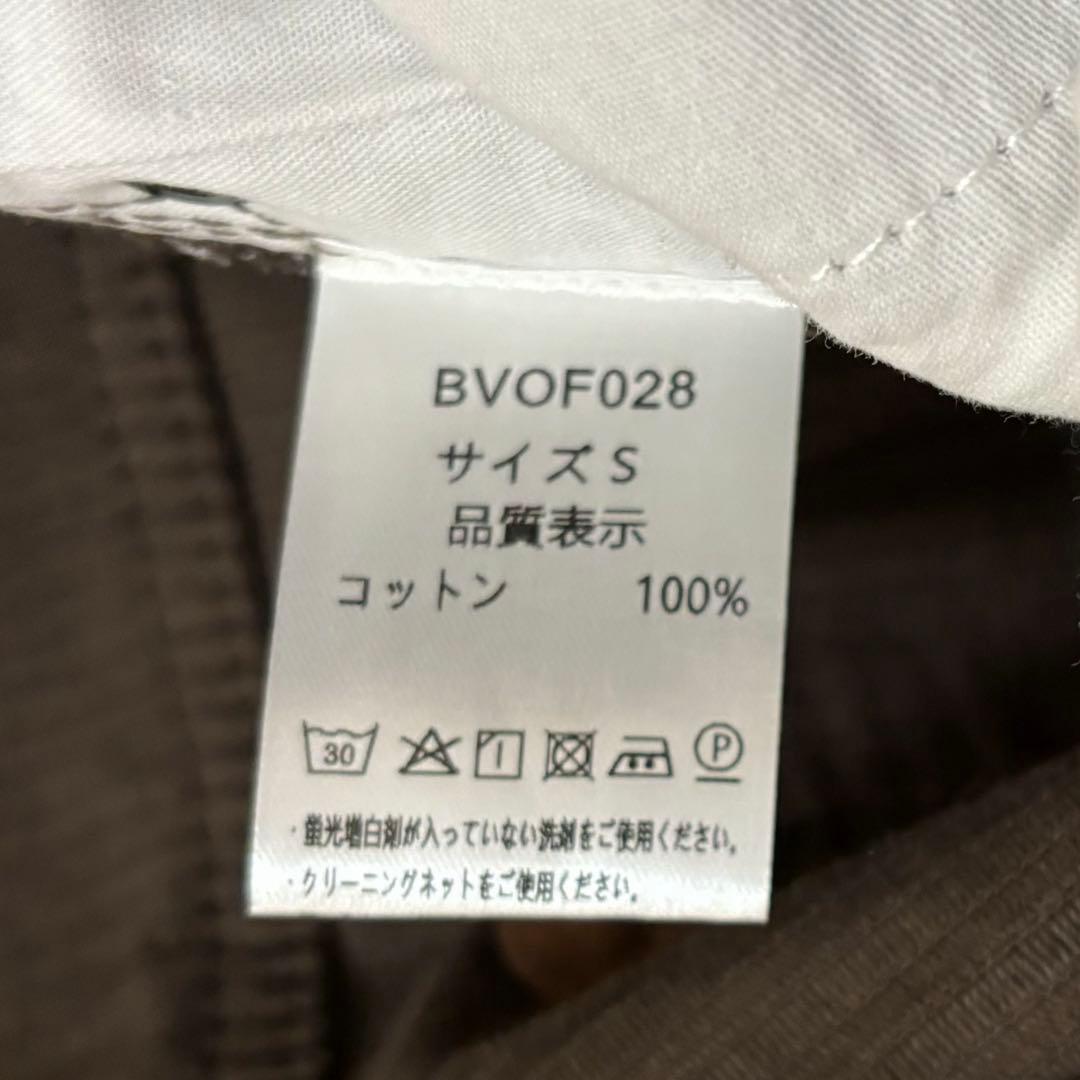 BVOF028
サイズ S
品質表示
コットン 100%
30 P
・蛍光増白剤が入っていない洗剤をご使用ください。
・クリーニングネットをご使用ください。